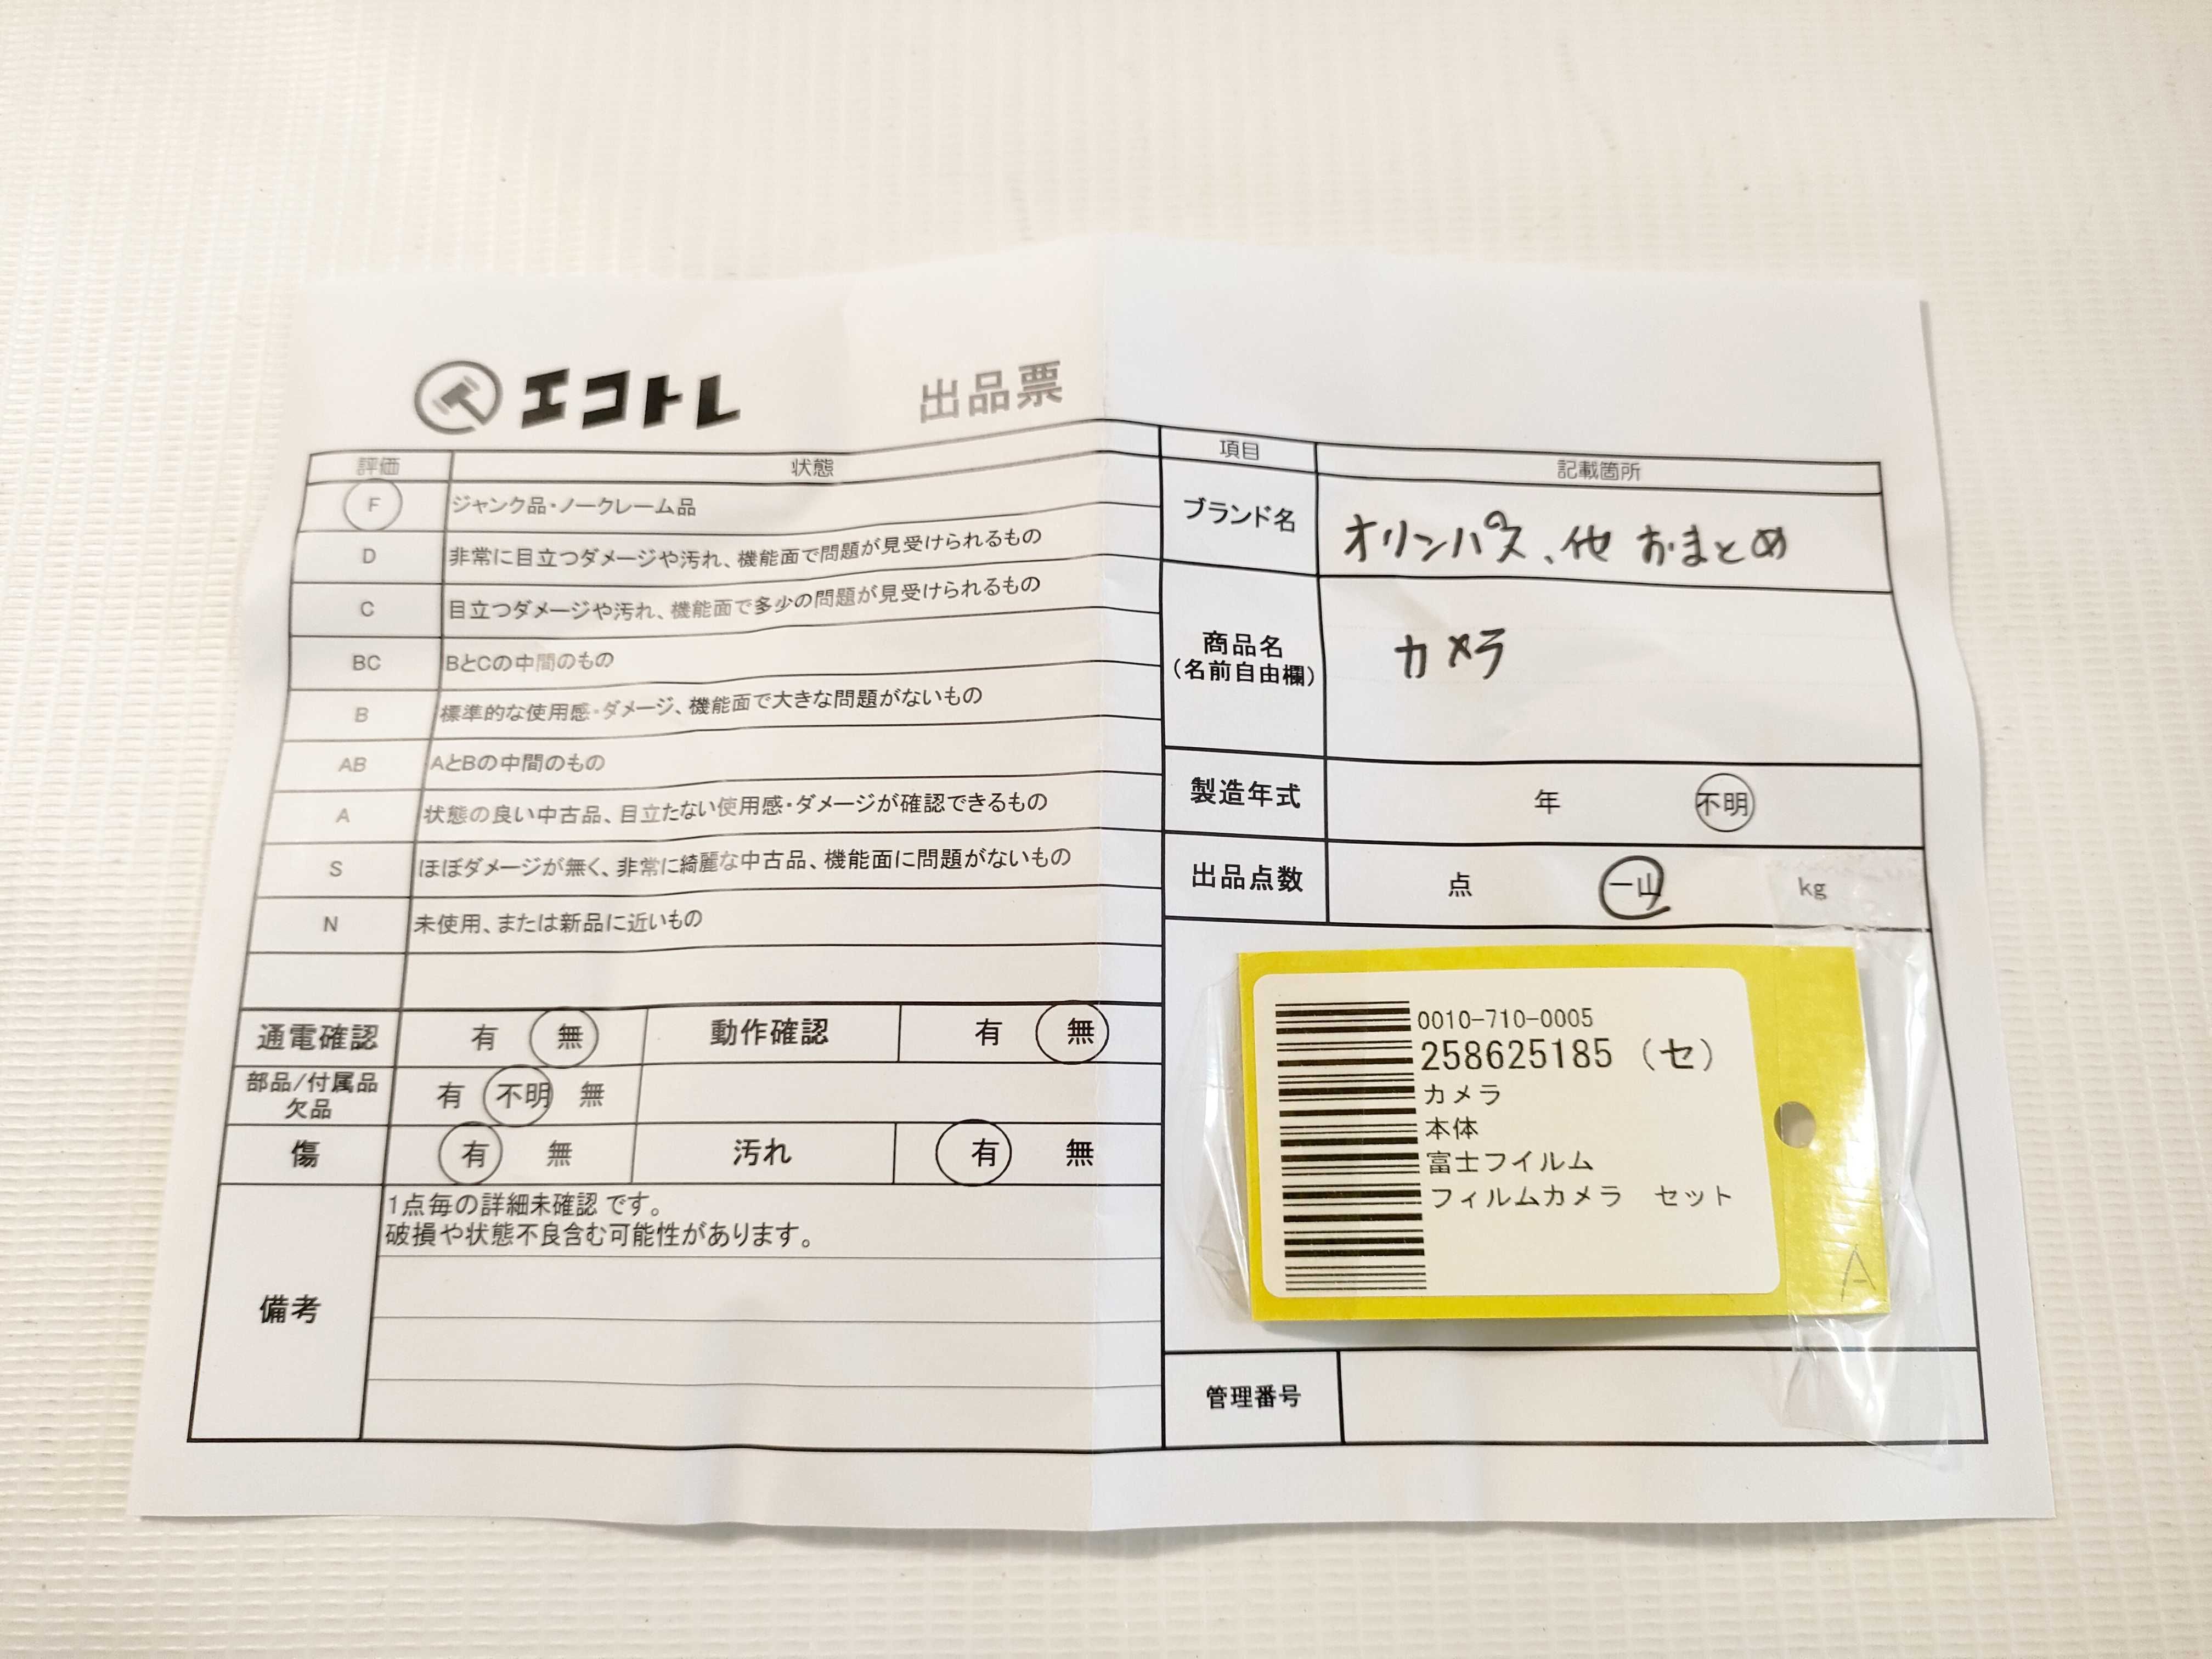 エコトレ 出品票
評価 状態
F ジャンク品・ノークレーム品
D 非常に目立つダメージや汚れ、機能面で問題が見受けられるもの
C 目立つダメージや汚れ、機能面で多少の問題が見受けられるもの
BC BとCの中間のもの
B 標準的な使用感・ダメージ、機能面で大きな問題がないもの
AB AとBの中間のもの
A 状態の良い中古品、目立たない使用感・ダメージが確認できるもの
S ほぼダメージが無く、非常に綺麗な中古品、機能面に問題がないもの
N 未使用、または新品に近いもの
通電確認 有 無 動作確認 有 無
部品/付属品
欠品 有 不明 無
傷 有 無 汚れ 有 無
備考
1点毎の詳細未確認 です。
破損や状態不良含む可能性があります。
項目 記載箇所
ブランド名 オリンパス、他 おまとめ
商品名
(名前自由欄) カメラ
製造年式 年 不明
出品点数 点 一山 kg
0010-710-0005
258625185 (セ)
カメラ
本体
富士フイルム
フィルムカメラ セット
A
管理番号